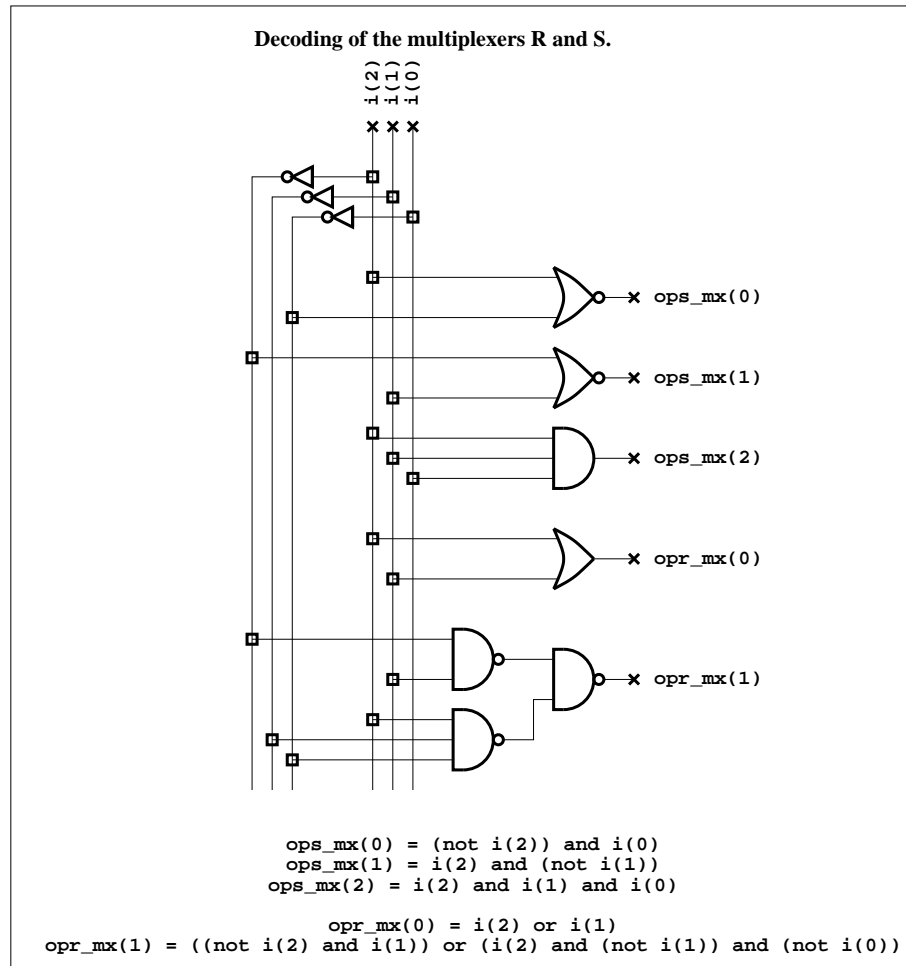 Decoding of the multiplexers R and S.
i(2)
i(1)
i(0)
ops_mx(0)
ops_mx(1)
ops_mx(2)
opr_mx(0)
opr_mx(1)
ops_mx(0) = (not i(2)) and i(0)
ops_mx(1) = i(2) and (not i(1))
ops_mx(2) = i(2) and i(1) and i(0)
opr_mx(0) = i(2) or i(1)
opr_mx(1) = ((not i(2) and i(1)) or (i(2) and (not i(1)) and (not i(0))